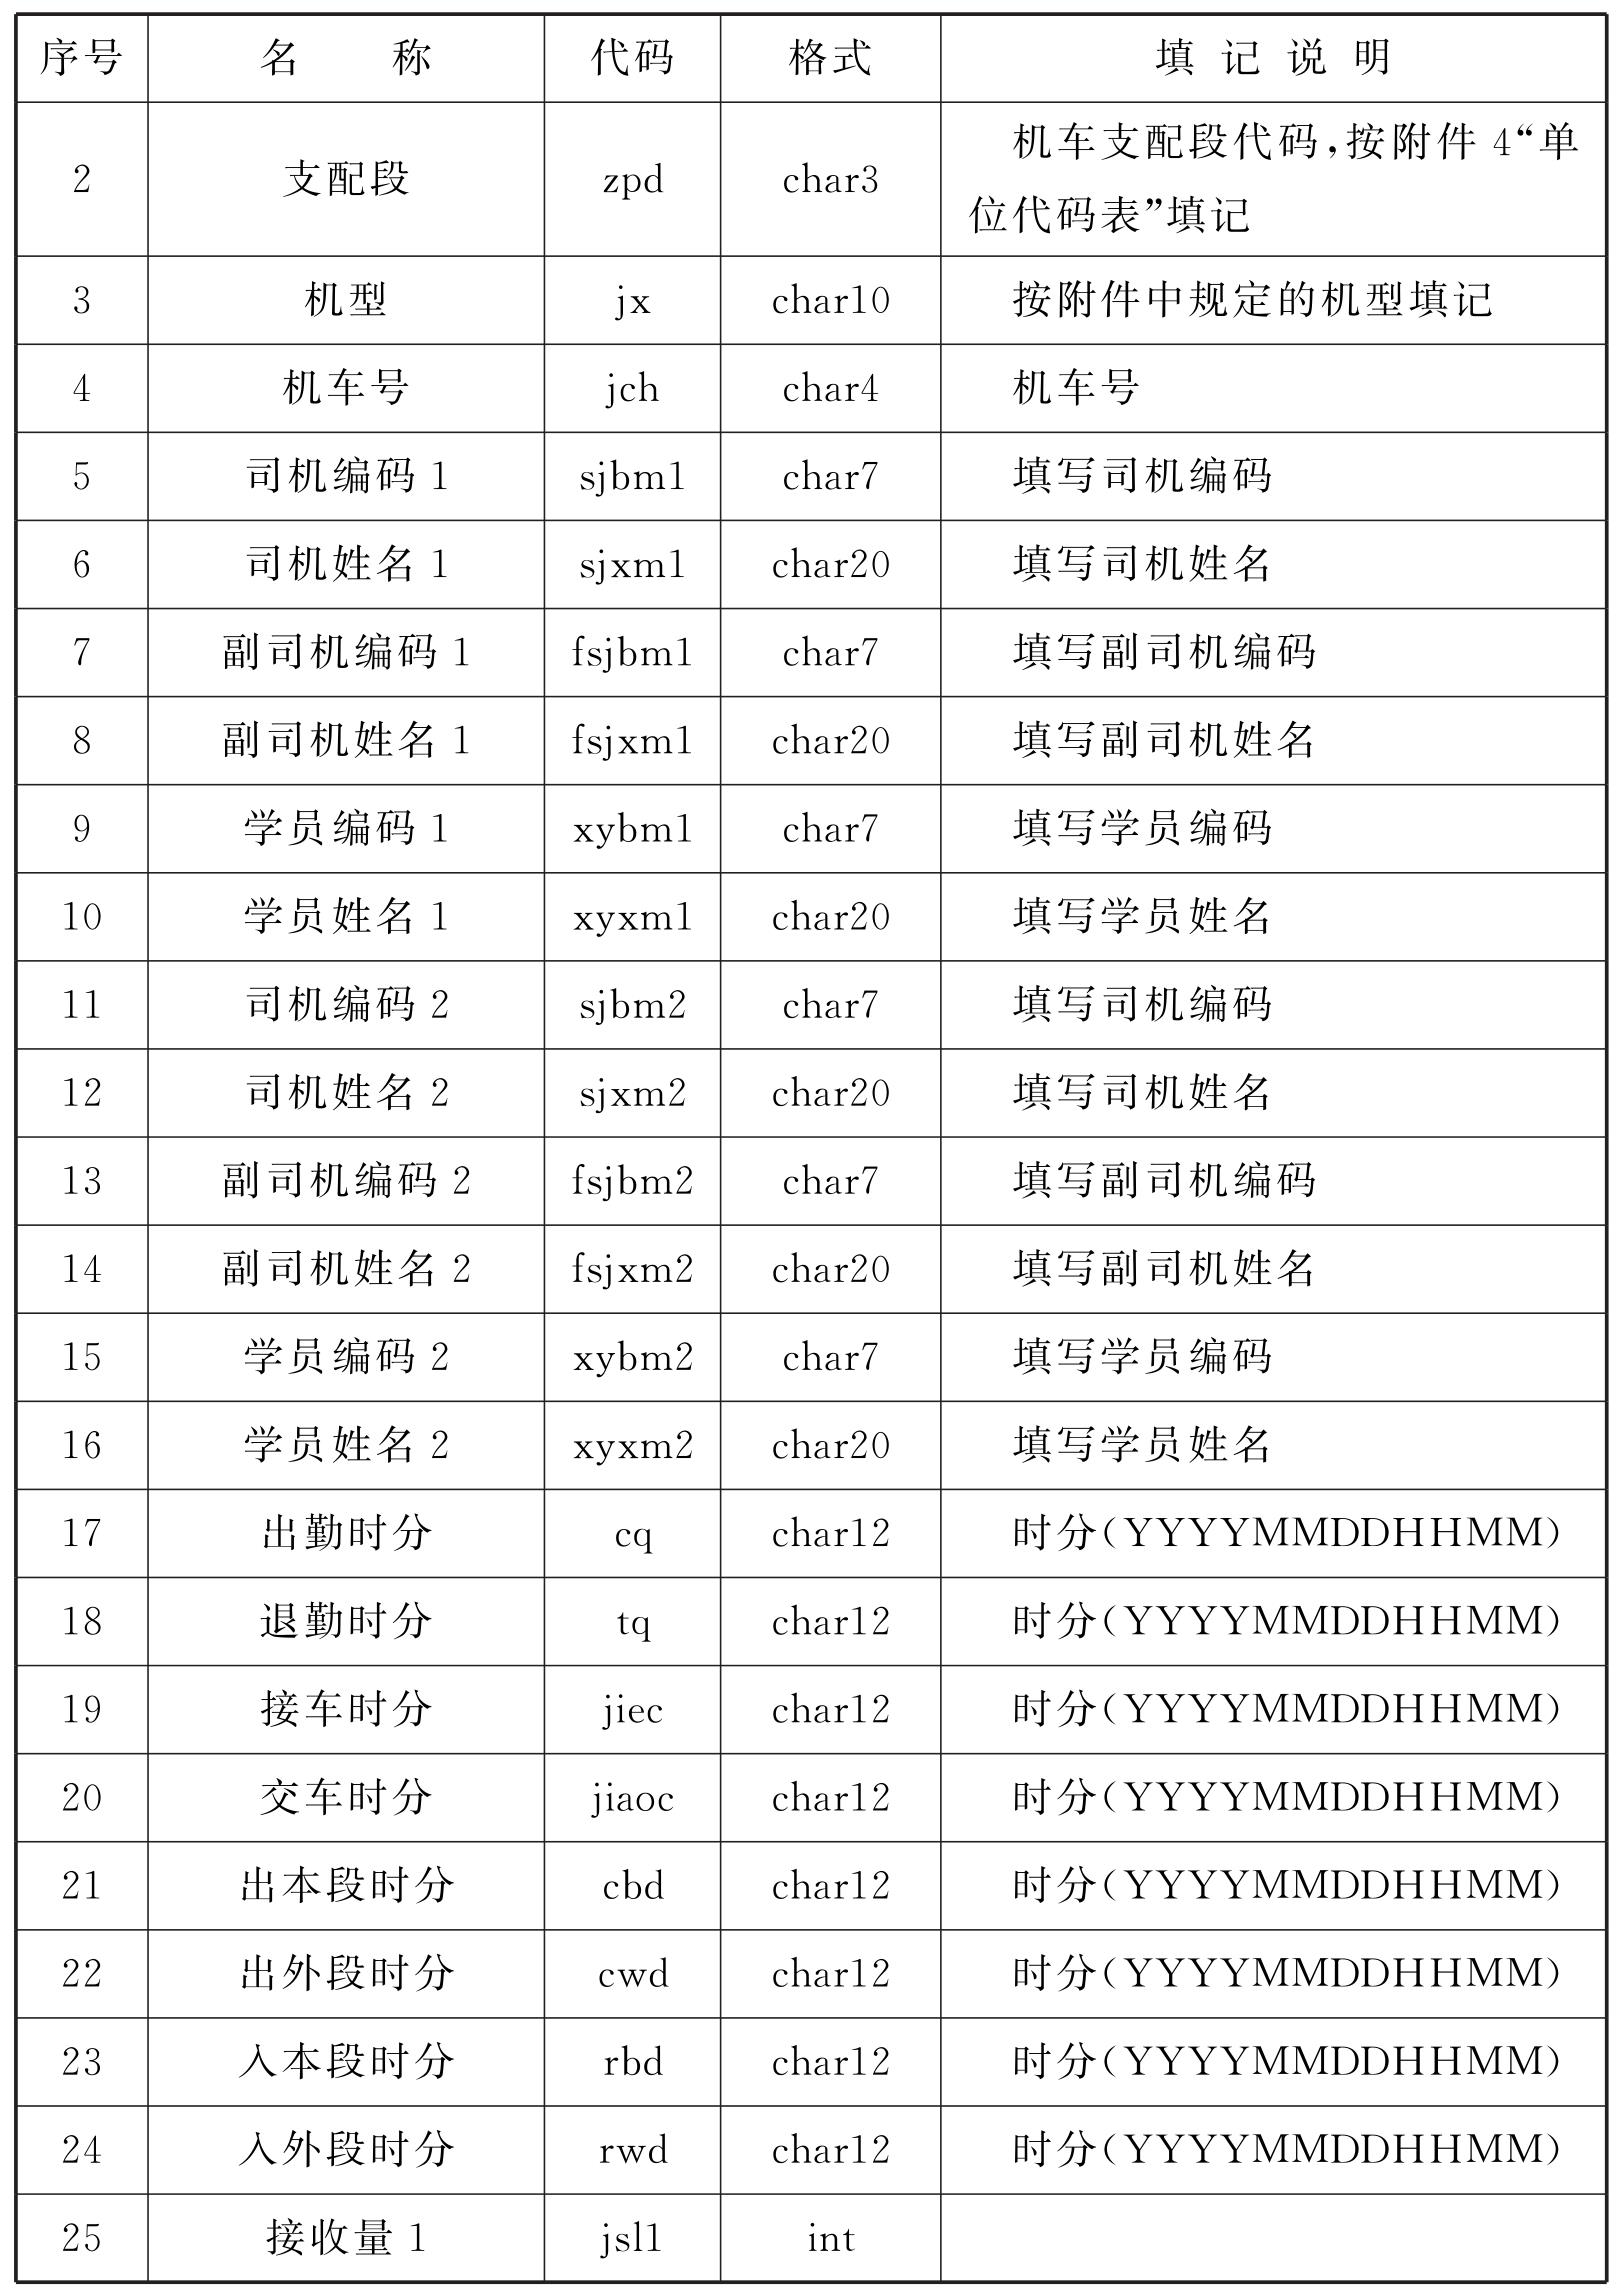 序号 名 称 代码 格式 填 记 说 明
2 支配段 zpd char3 机车支配段代码,按附件 4“单
位代码表”填记
3 机型 jx char10 按附件中规定的机型填记
4 机车号 jch char4 机车号
5 司机编码 1 sjbm1 char7 填写司机编码
6 司机姓名 1 sjxm1 char20 填写司机姓名
7 副司机编码 1 fsjbm1 char7 填写副司机编码
8 副司机姓名 1 fsjxm1 char20 填写副司机姓名
9 学员编码 1 xybm1 char7 填写学员编码
10 学员姓名 1 xyxm1 char20 填写学员姓名
11 司机编码 2 sjbm2 char7 填写司机编码
12 司机姓名 2 sjxm2 char20 填写司机姓名
13 副司机编码 2 fsjbm2 char7 填写副司机编码
14 副司机姓名 2 fsjxm2 char20 填写副司机姓名
15 学员编码 2 xybm2 char7 填写学员编码
16 学员姓名 2 xyxm2 char20 填写学员姓名
17 出勤时分 cq char12 时分(YYYYMMDDHHMM)
18 退勤时分 tq char12 时分(YYYYMMDDHHMM)
19 接车时分 jiec char12 时分(YYYYMMDDHHMM)
20 交车时分 jiaoc char12 时分(YYYYMMDDHHMM)
21 出本段时分 cbd char12 时分(YYYYMMDDHHMM)
22 出外段时分 cwd char12 时分(YYYYMMDDHHMM)
23 入本段时分 rbd char12 时分(YYYYMMDDHHMM)
24 入外段时分 rwd char12 时分(YYYYMMDDHHMM)
25 接收量 1 jsl1 int